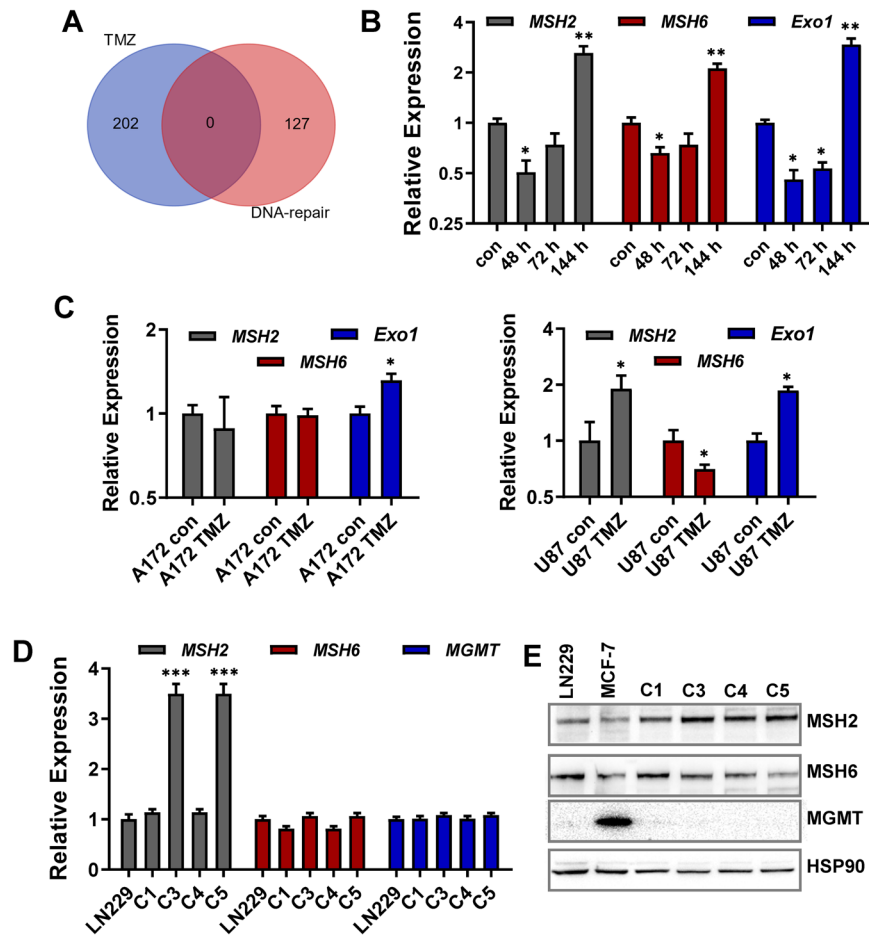 A
TMZ
202
0
127
DNA-repair
B
MSH2 MSH6 Exo1
Relative Expression
4
2
1
0.5
0.25
* ** * ** * * **
con 48 h 72 h 144 h con 48 h 72 h 144 h con 48 h 72 h 144 h
C
MSH2 Exo1
MSH6
Relative Expression
2
1
0.5
*
A172 con A172 TMZ A172 con A172 TMZ A172 con A172 TMZ
MSH2 Exo1
MSH6
Relative Expression
4
2
1
0.5
* * *
U87 con U87 TMZ U87 con U87 TMZ U87 con U87 TMZ
D
MSH2 MSH6 MGMT
Relative Expression
4
3
2
1
0
*** ***
LN229 C1 C3 C4 C5 LN229 C1 C3 C4 C5 LN229 C1 C3 C4 C5
E
LN229 MCF-7 C1 C3 C4 C5
MSH2
MSH6
MGMT
HSP90